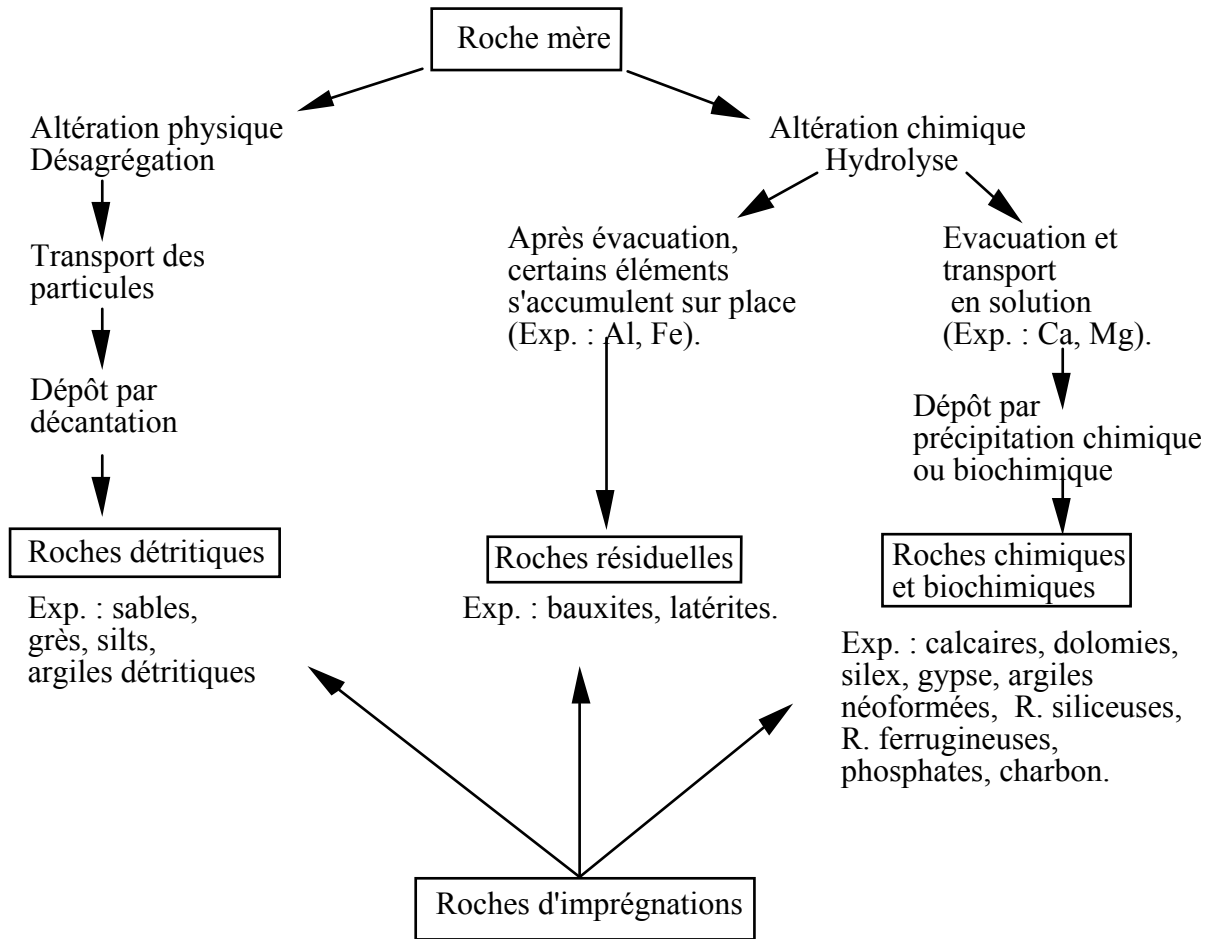 Roche mère
Altération physique
Désagrégation
Altération chimique
Hydrolyse
Transport des
particules
Après évacuation,
certains éléments
s'accumulent sur place
(Exp. : Al, Fe).
Evacuation et
transport
en solution
(Exp. : Ca, Mg).
Dépôt par
décantation
Dépôt par
précipitation chimique
ou biochimique
Roches détritiques
Exp. : sables,
grès, silts,
argiles détritiques
Roches résiduelles
Exp. : bauxites, latérites.
Roches chimiques
et biochimiques
Exp. : calcaires, dolomies,
silex, gypse, argiles
néoformées, R. siliceuses,
R. ferrugineuses,
phosphates, charbon.
Roches d'imprégnations